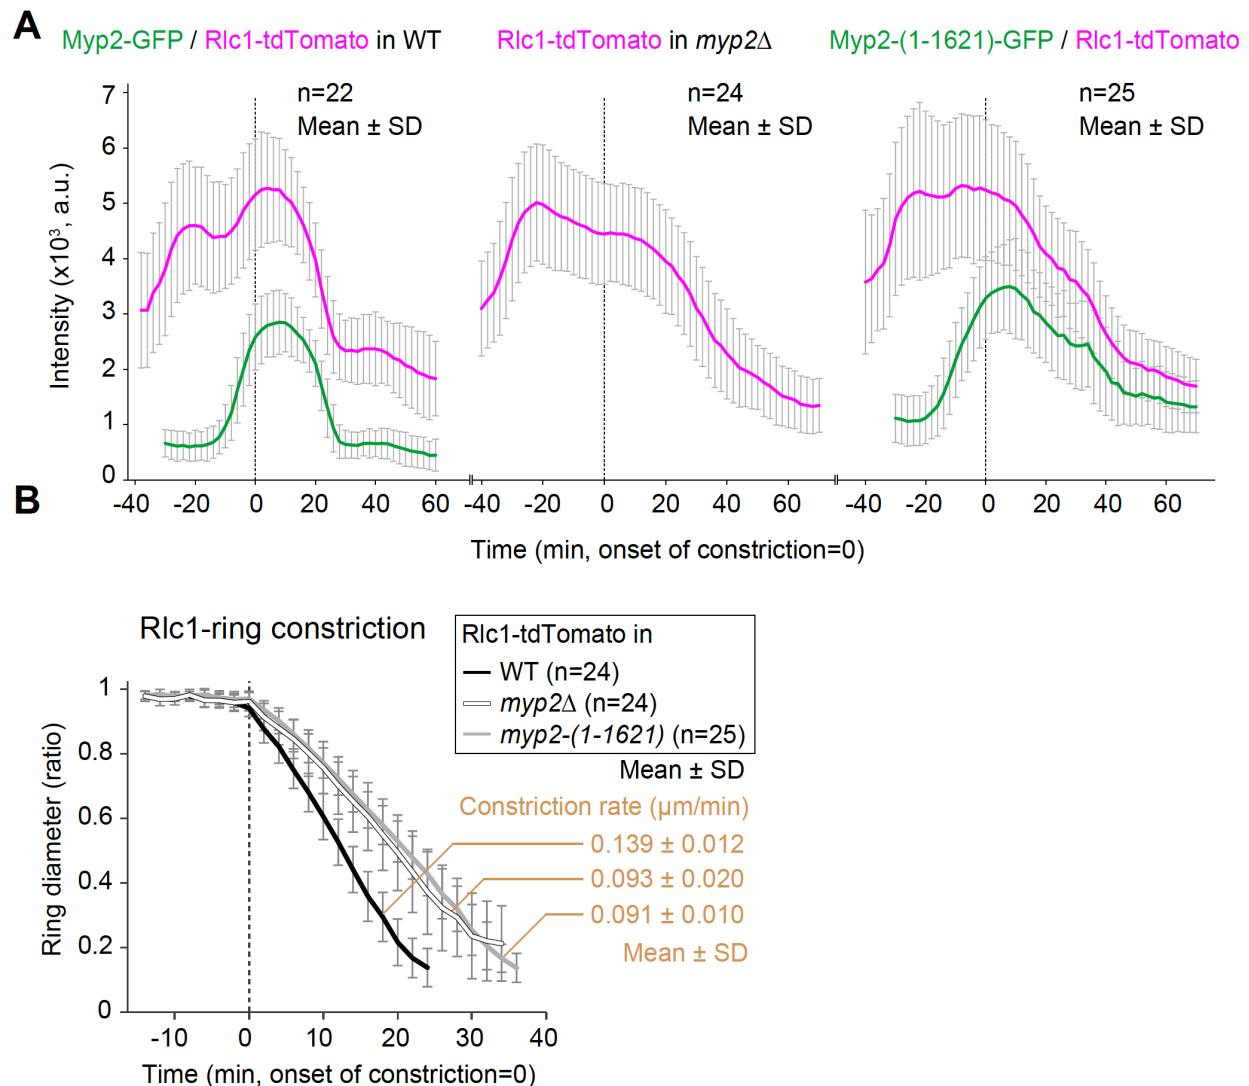 A
Myp2-GFP / Rlc1-tdTomato in WT
Rlc1-tdTomato in myp2Δ
Myp2-(1-1621)-GFP / Rlc1-tdTomato
n=22
Mean ± SD
n=24
Mean ± SD
n=25
Mean ± SD
Intensity (x10³, a.u.)
7
6
5
4
3
2
1
0
-40 -20 0 20 40 60
-40 -20 0 20 40 60
-40 -20 0 20 40 60
Time (min, onset of constriction=0)
B
Rlc1-ring constriction
Rlc1-tdTomato in
WT (n=24)
myp2Δ (n=24)
myp2-(1-1621) (n=25)
Mean ± SD
Constriction rate (μm/min)
0.139 ± 0.012
0.093 ± 0.020
0.091 ± 0.010
Mean ± SD
Ring diameter (ratio)
1
0.8
0.6
0.4
0.2
0
-10 0 10 20 30 40
Time (min, onset of constriction=0)